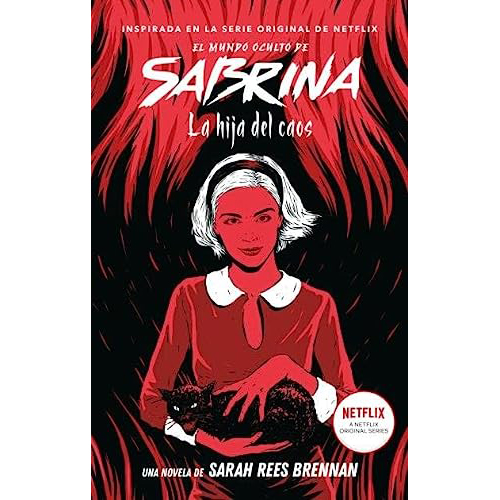 INSPIRADA EN LA SERIE ORIGINAL DE NETFLIX
EL MUNDO OCULTO DE
SABRINA
La hija del caos
NETFLIX
A NETFLIX
ORIGINAL SERIES
UNA NOVELA DE SARAH REES BRENNAN